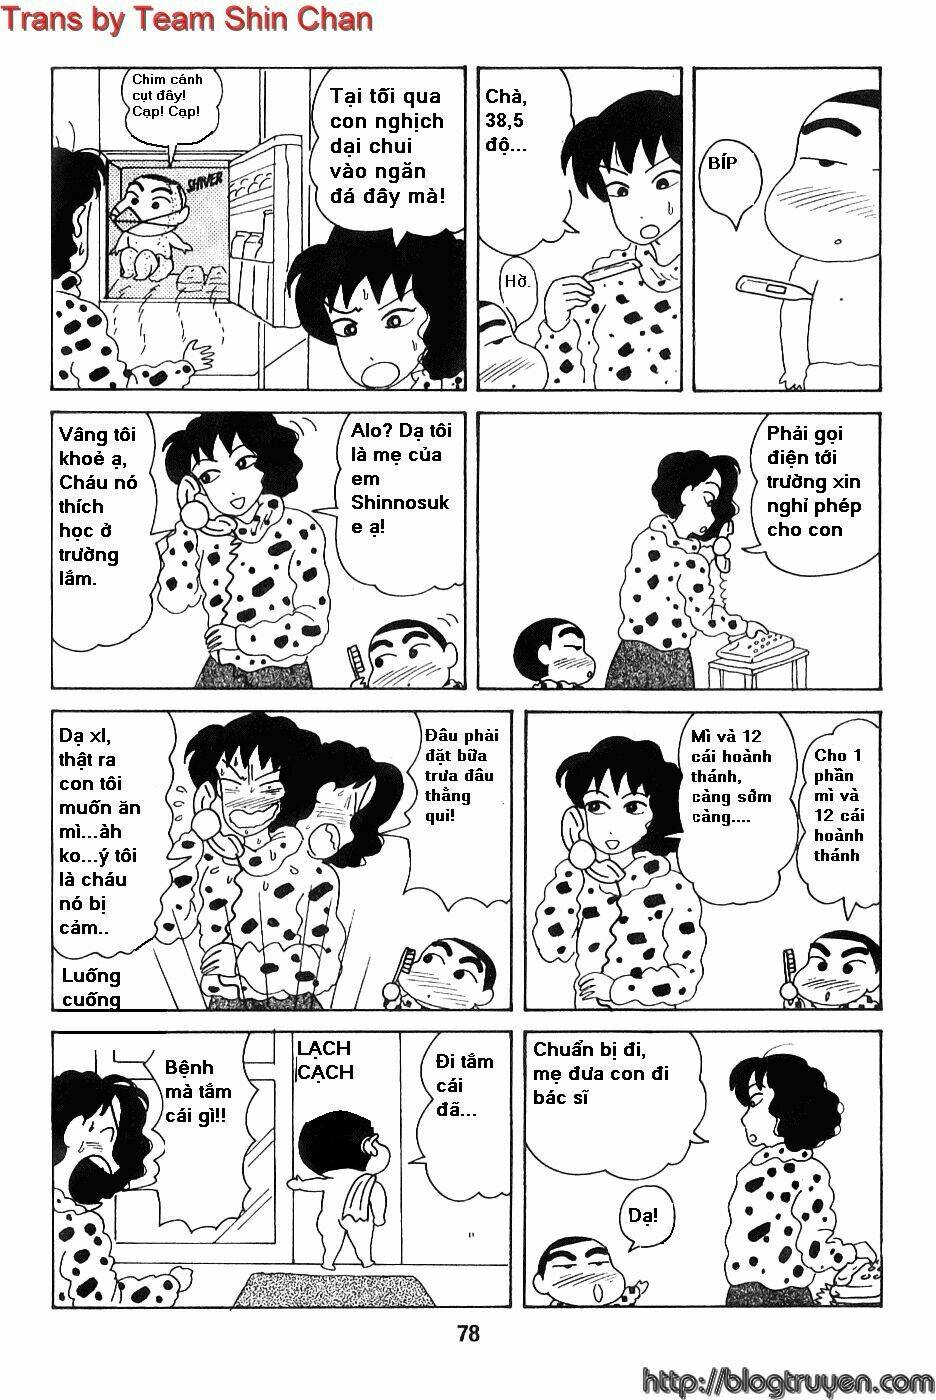 Trans by Team Shin Chan
BÍP
Chà,
38,5
độ...
Hờ.
Tại tối qua
con nghịch
dại chui
vào ngăn
đá đây mà!
Chim cánh
cụt đây!
Cạp! Cạp!
SHIVER
Phải gọi
điện tới
trường xin
nghỉ phép
cho con
Alo? Dạ tôi
là mẹ của
em
Shinnosuk
e ạ!
Vâng tôi
khoẻ ạ,
Cháu nó
thích
học ở
trường
lắm.
Cho 1
phần
mì và
12 cái
hoành
thánh
Mì và 12
cái hoành
thánh,
càng sớm
càng....
Đâu phải
đặt bữa
trưa đâu
thằng
quỉ!
Dạ xl,
thật ra
con tôi
muốn ăn
mì...àh
ko...ý tôi
là cháu
nó bị
cảm..
Luống
cuống
Chuẩn bị đi,
mẹ đưa con đi
bác sĩ
Dạ!
Đi tắm
cái
đã...
LẠCH
CẠCH
Bệnh
mà tắm
cái gì!!
78
http://blogtruyen.com